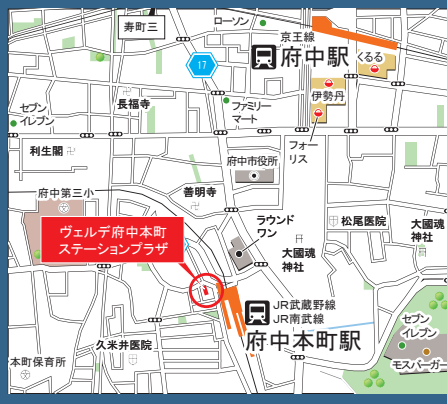 ローソン
寿町三
京王線
府中駅
くるる
17
伊勢丹
セブン
イレブン
長福寺
ファミリー
マート
フォー
リス
利生閣
府中市役所
府中第三小
善明寺
ラウンド
ワン
松尾医院
大國魂
神社
大國魂
神社
ヴェルデ府中本町
ステーションプラザ
JR武蔵野線
JR南武線
府中本町駅
久米井医院
本町保育所
セブン
イレブン
モスバーガー